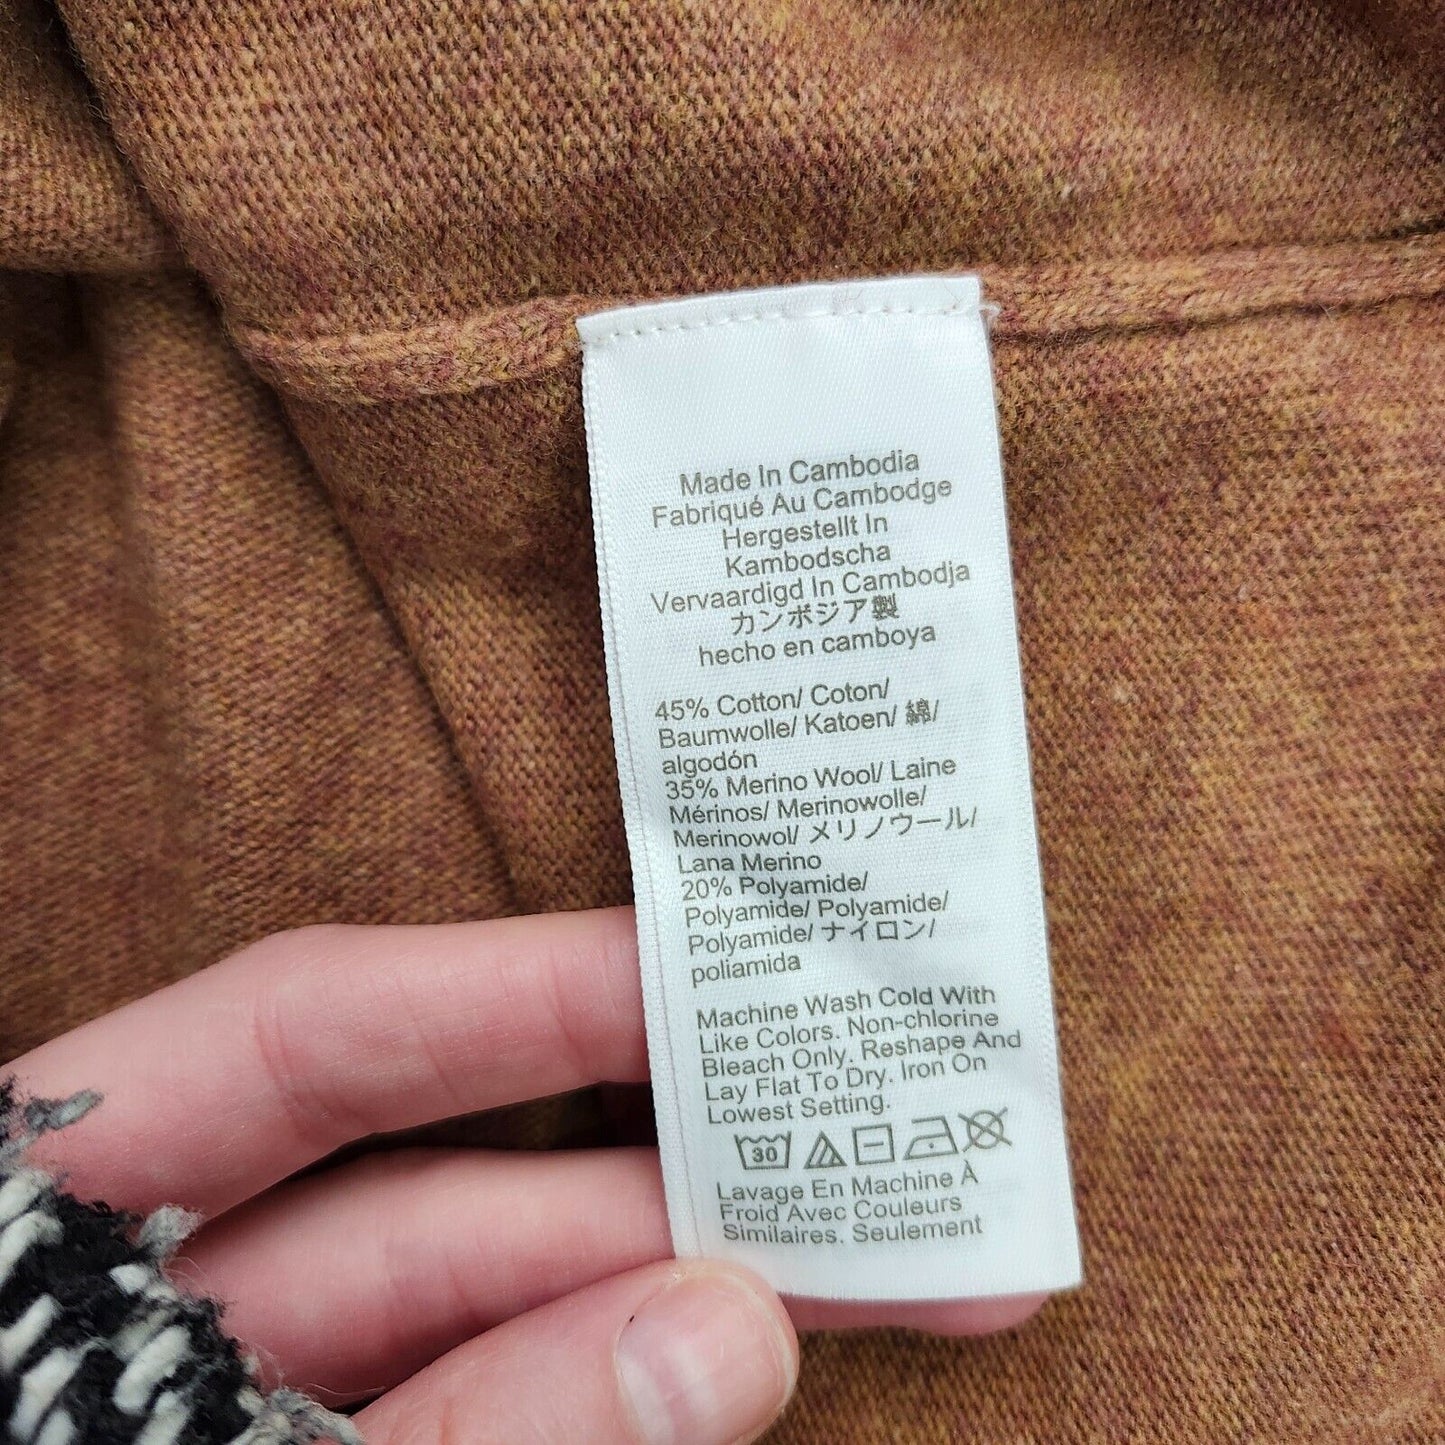 Made In Cambodia
Fabriqué Au Cambodge
Hergestellt In
Kambodscha
Vervaardigd In Cambodja
カンボジア製
hecho en camboya
45% Cotton/ Coton/
Baumwolle/ Katoen/ 綿/
algodón
35% Merino Wool/ Laine
Mérinos/ Merinowolle/
Merinowol/ メリノウール/
Lana Merino
20% Polyamide/
Polyamide/ Polyamide/
Polyamide/ ナイロン/
poliamida
Machine Wash Cold With
Like Colors. Non-chlorine
Bleach Only. Reshape And
Lay Flat To Dry. Iron On
Lowest Setting.
30
Lavage En Machine À
Froid Avec Couleurs
Similaires. Seulement